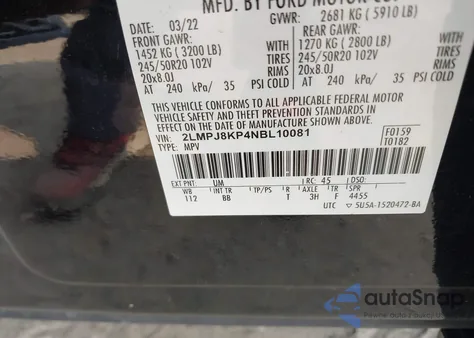 MFD. BY FORD MOTOR CO.
03/22 GVWR: 2681 KG ( 5910 LB)
FRONT GAWR: REAR GAWR:
1452 KG ( 3200 LB) WITH 1270 KG ( 2800 LB) WITH
245/50R20 102V TIRES 245/50R20 102V TIRES
20x8.0J RIMS 20x8.0J RIMS
AT 240 kPa/ 35 PSI COLD AT 240 kPa/ 35 PSI COLD
THIS VEHICLE CONFORMS TO ALL APPLICABLE FEDERAL MOTOR
VEHICLE SAFETY AND THEFT PREVENTION STANDARDS IN EFFECT ON
THE DATE OF MANUFACTURE SHOWN ABOVE.
VIN: 2LMPJ8KP4NBL10081 F0159
TYPE: MPV T0182
EXT PNT: UM RC: 45 DSO:
WB INT TR TP/PS R AXLE TR SPR
112 BB T 3H F 4455
UTC 5U5A-1520472-BA
autoSnap